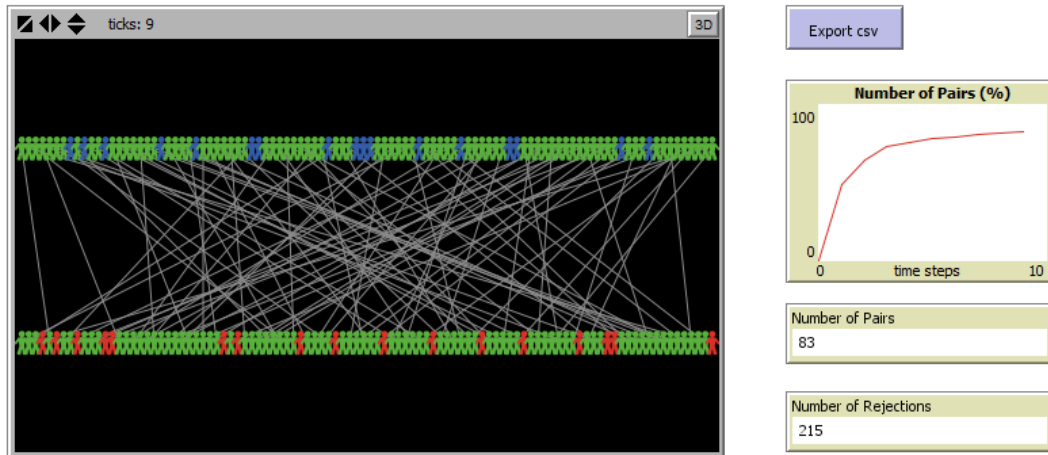 ticks: 9
3D
Export csv
Number of Pairs (%)
100
0
0 time steps 10
Number of Pairs
83
Number of Rejections
215